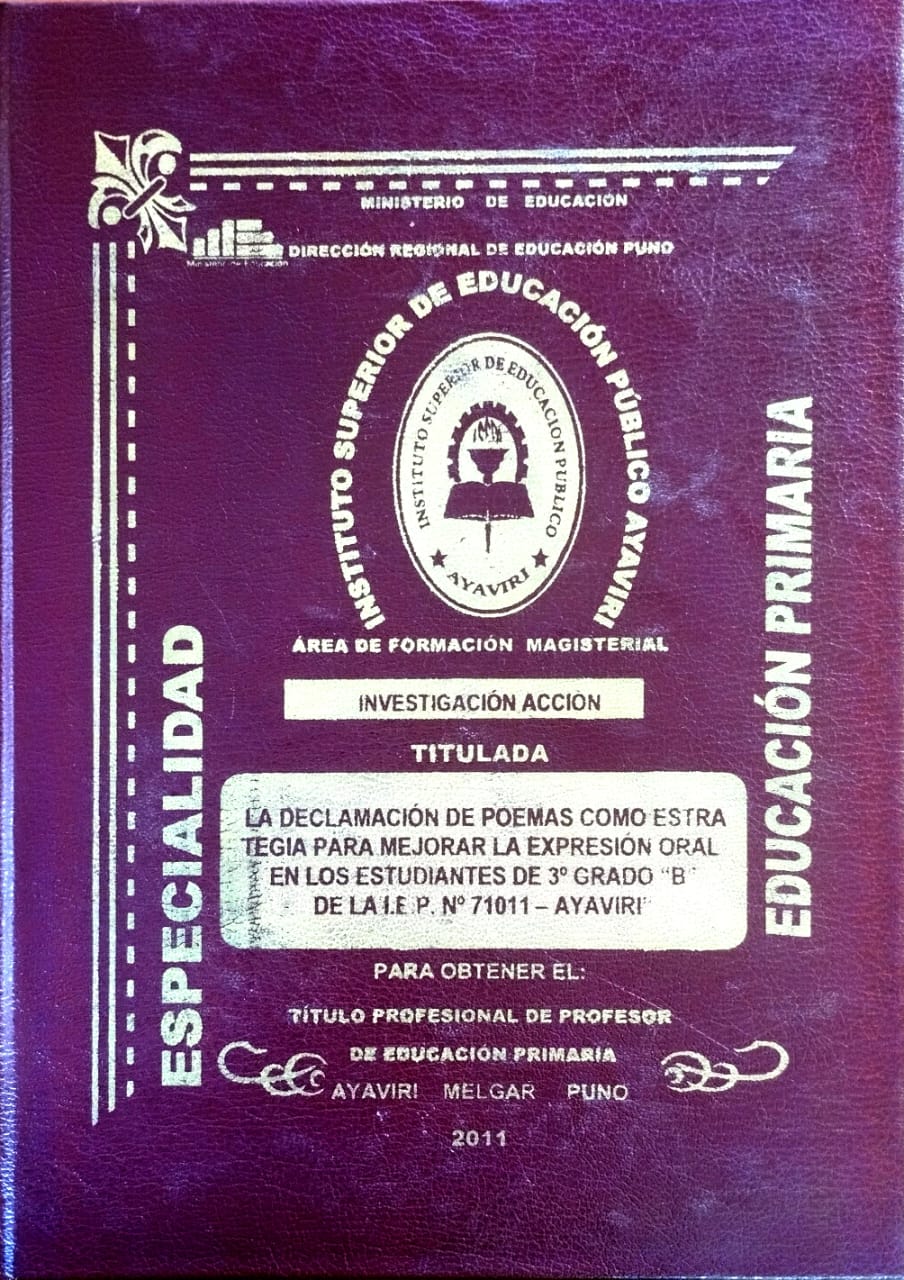 MINISTERIO DE EDUCACIÓN
Ministerio de Educación
DIRECCIÓN REGIONAL DE EDUCACIÓN PUNO
INSTITUTO SUPERIOR DE EDUCACIÓN PÚBLICO AYAVIRI
INSTITUTO SUPERIOR DE EDUCACION PUBLICO
AYAVIRI
ÁREA DE FORMACIÓN MAGISTERIAL
INVESTIGACIÓN ACCIÓN
TITULADA
LA DECLAMACIÓN DE POEMAS COMO ESTRA
TEGIA PARA MEJORAR LA EXPRESIÓN ORAL
EN LOS ESTUDIANTES DE 3º GRADO "B"
DE LA I.E.P. Nº 71011 – AYAVIRI
ESPECIALIDAD
EDUCACIÓN PRIMARIA
PARA OBTENER EL:
TÍTULO PROFESIONAL DE PROFESOR
DE EDUCACIÓN PRIMARIA
AYAVIRI MELGAR PUNO
2011